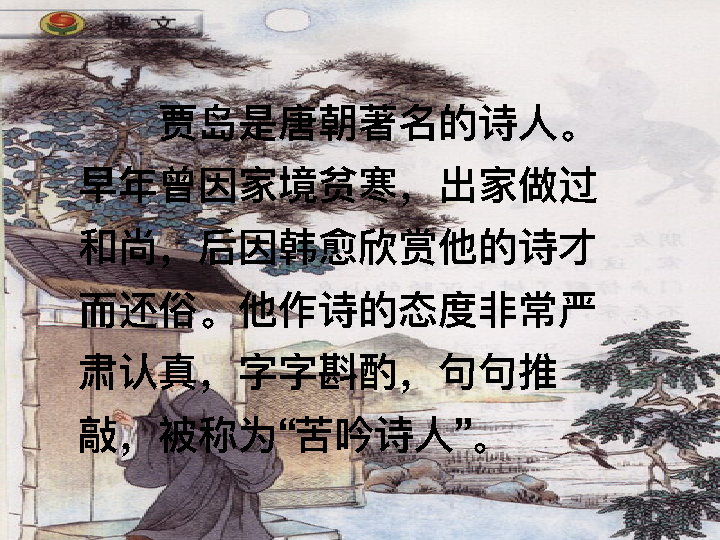 课 文
贾岛是唐朝著名的诗人。
早年曾因家境贫寒，出家做过
和尚，后因韩愈欣赏他的诗才
而还俗。他作诗的态度非常严
肃认真，字字斟酌，句句推
敲，被称为“苦吟诗人”。